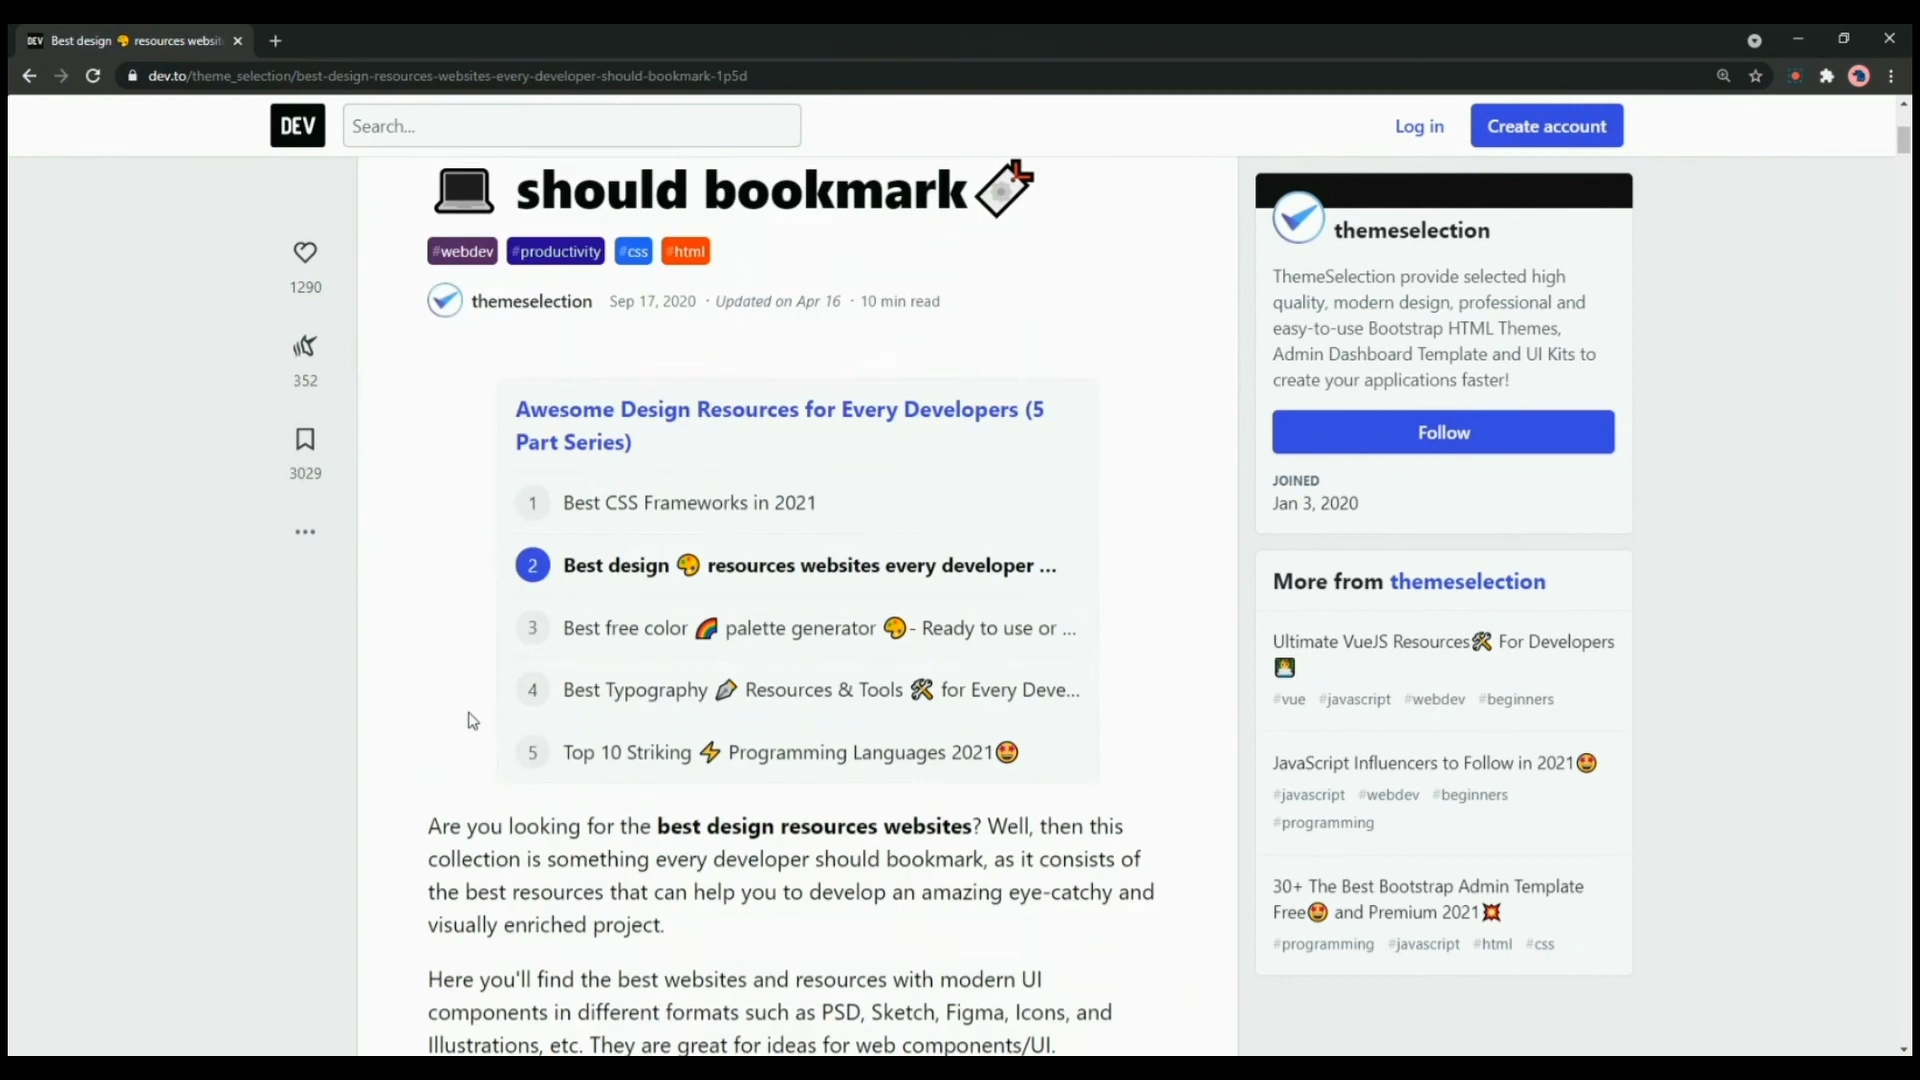 DEV Best design 🎨 resources websit
dev.to/theme_selection/best-design-resources-websites-every-developer-should-bookmark-1p5d
DEV
Search...
Log in
Create account
should bookmark
#webdev #productivity #css #html
themeselection Sep 17, 2020 · Updated on Apr 16 · 10 min read
1290
352
3029
Awesome Design Resources for Every Developers (5
Part Series)
1 Best CSS Frameworks in 2021
2 Best design 🎨 resources websites every developer ...
3 Best free color 🌈 palette generator 🎨- Ready to use or ...
4 Best Typography 🖋 Resources & Tools 🛠 for Every Deve...
5 Top 10 Striking ⚡ Programming Languages 2021🤩
Are you looking for the best design resources websites? Well, then this
collection is something every developer should bookmark, as it consists of
the best resources that can help you to develop an amazing eye-catchy and
visually enriched project.
Here you'll find the best websites and resources with modern UI
components in different formats such as PSD, Sketch, Figma, Icons, and
Illustrations, etc. They are great for ideas for web components/UI.
themeselection
ThemeSelection provide selected high
quality, modern design, professional and
easy-to-use Bootstrap HTML Themes,
Admin Dashboard Template and UI Kits to
create your applications faster!
Follow
JOINED
Jan 3, 2020
More from themeselection
Ultimate VueJS Resources🛠 For Developers
#vue #javascript #webdev #beginners
JavaScript Influencers to Follow in 2021🤩
#javascript #webdev #beginners
#programming
30+ The Best Bootstrap Admin Template
Free🤩 and Premium 2021💥
#programming #javascript #html #css